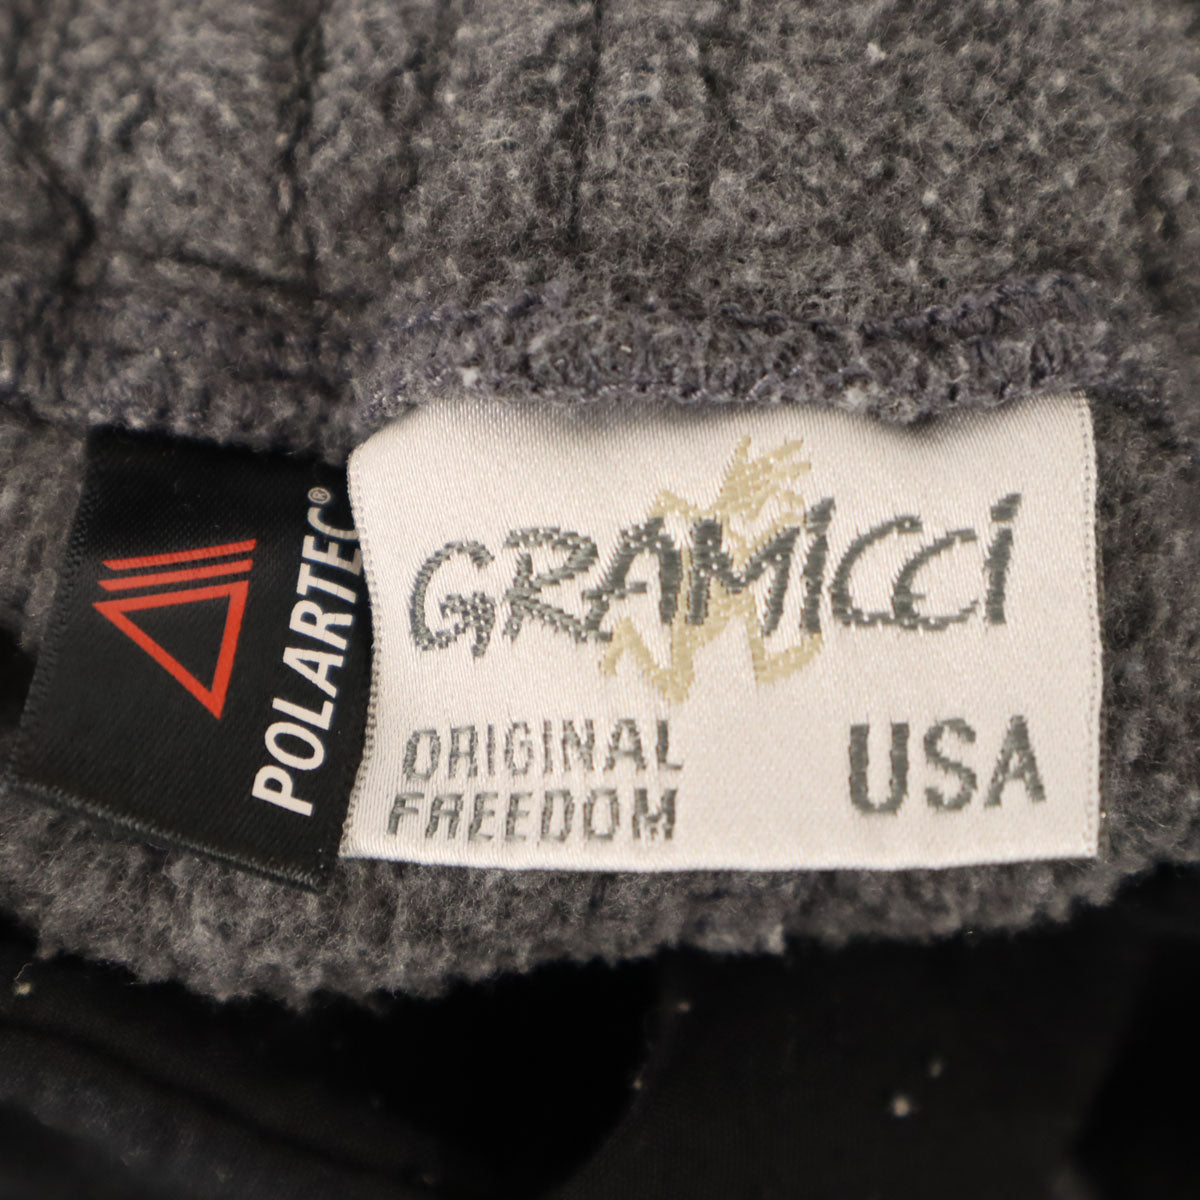 POLARTEC®
GRAMICCI
ORIGINAL
FREEDOM
USA